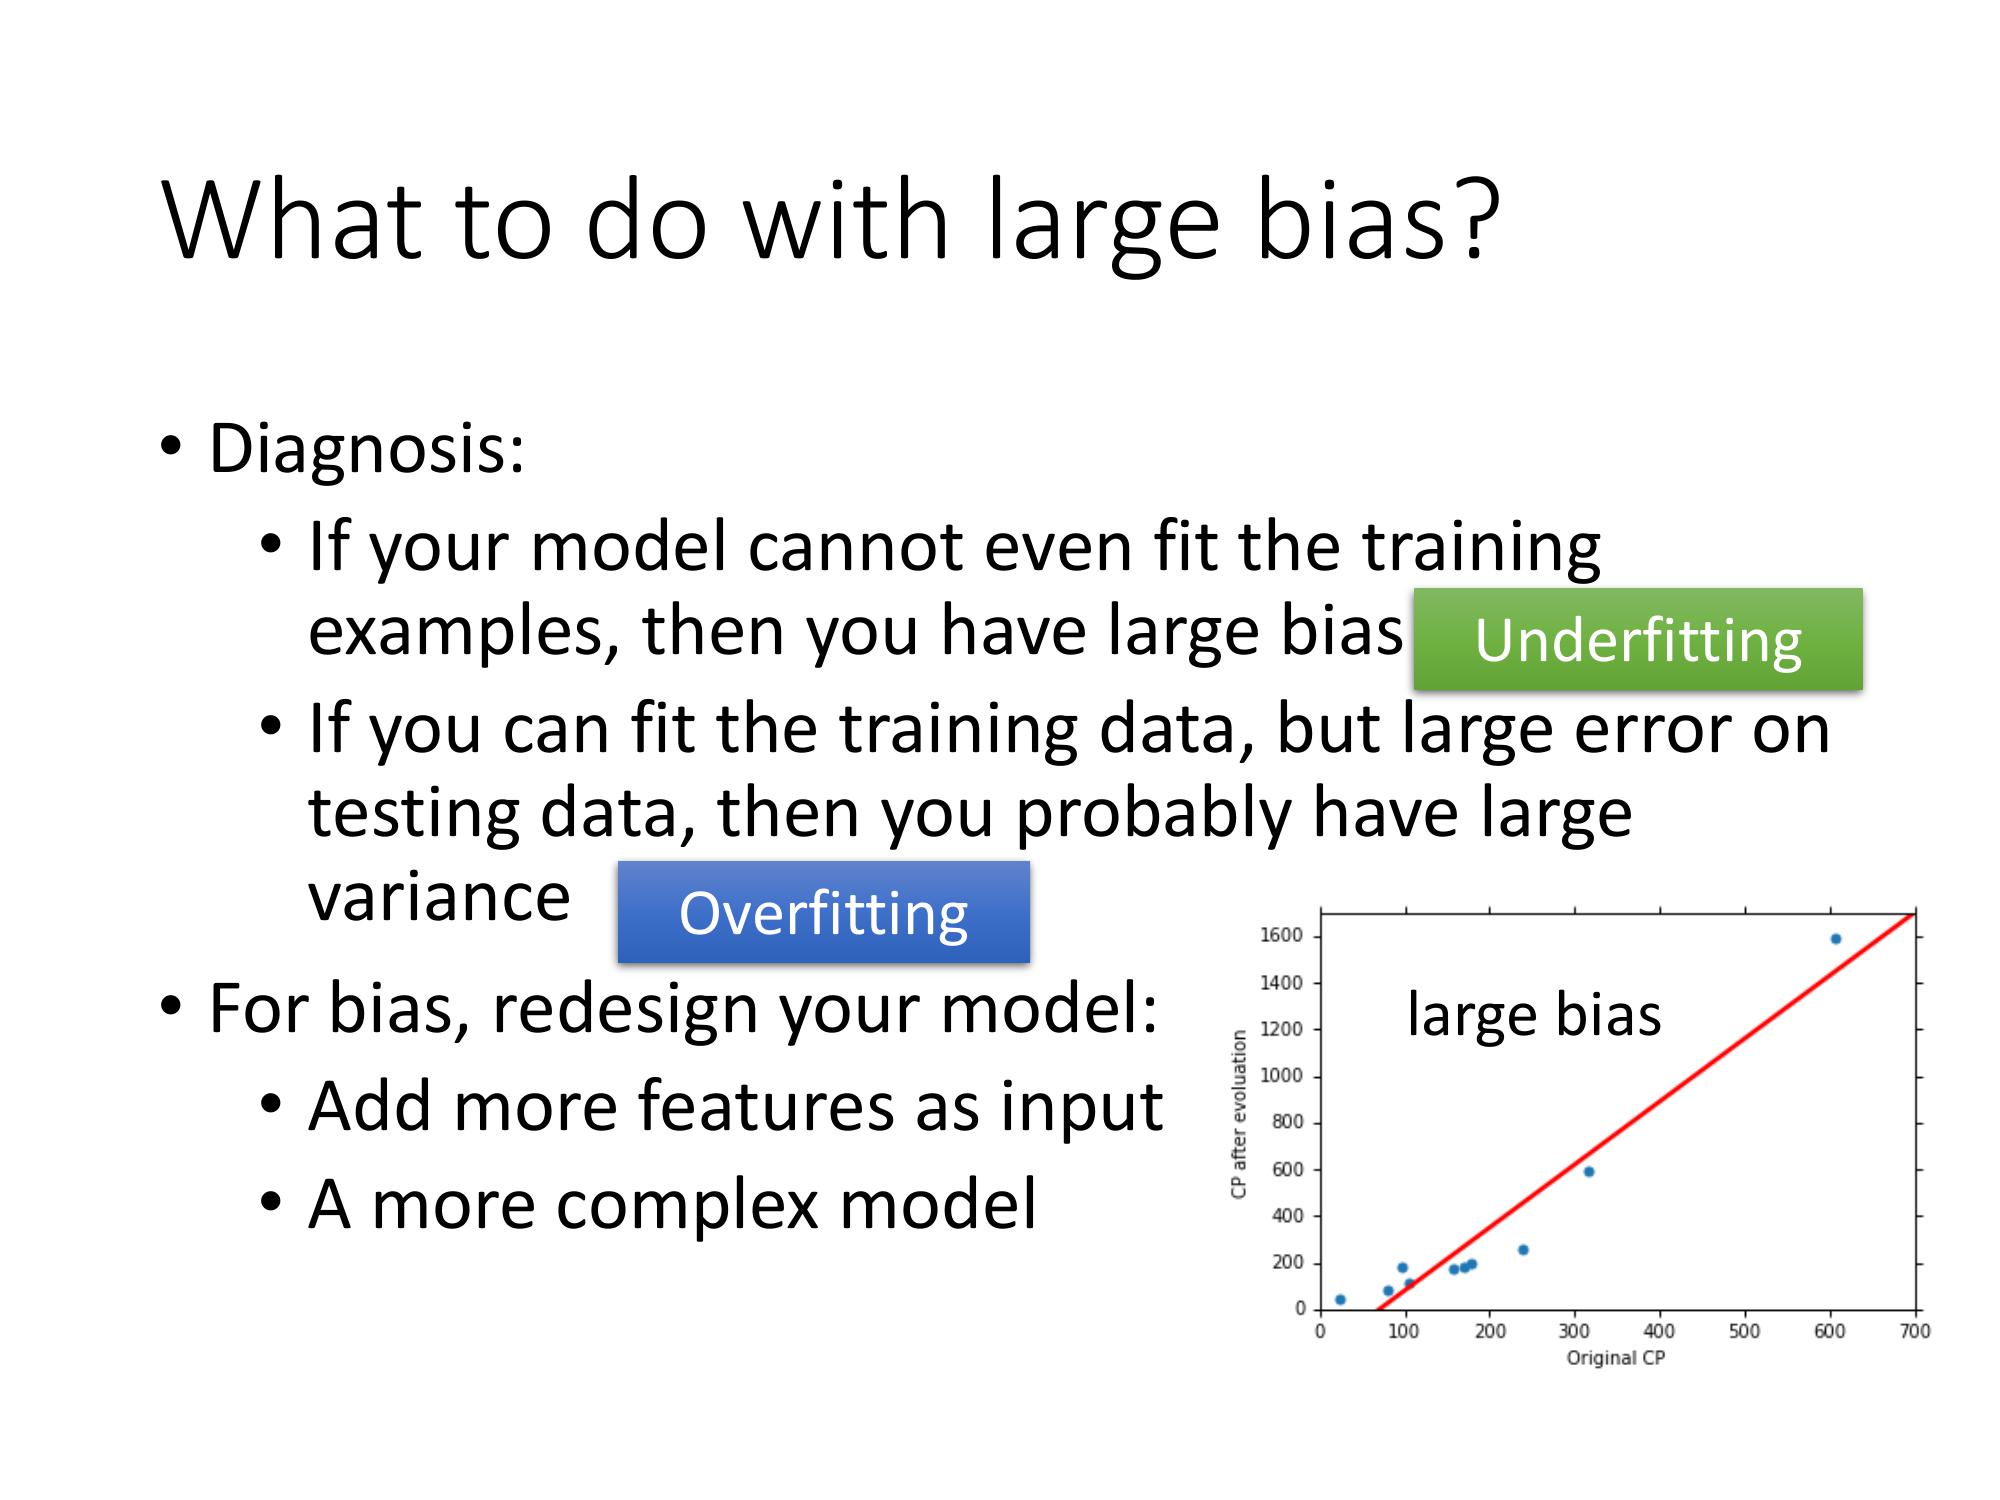 What to do with large bias?
• Diagnosis:
• If your model cannot even fit the training
examples, then you have large bias
Underfitting
• If you can fit the training data, but large error on
testing data, then you probably have large
variance
Overfitting
• For bias, redesign your model:
• Add more features as input
• A more complex model
large bias
CP after evoluation
1600
1400
1200
1000
800
600
400
200
0
0 100 200 300 400 500 600 700
Original CP